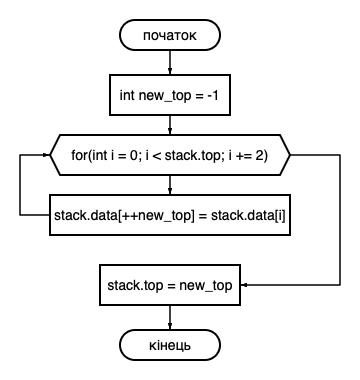 початок
int new_top = -1
for(int i = 0; i < stack.top; i += 2)
stack.data[++new_top] = stack.data[i]
stack.top = new_top
кінець